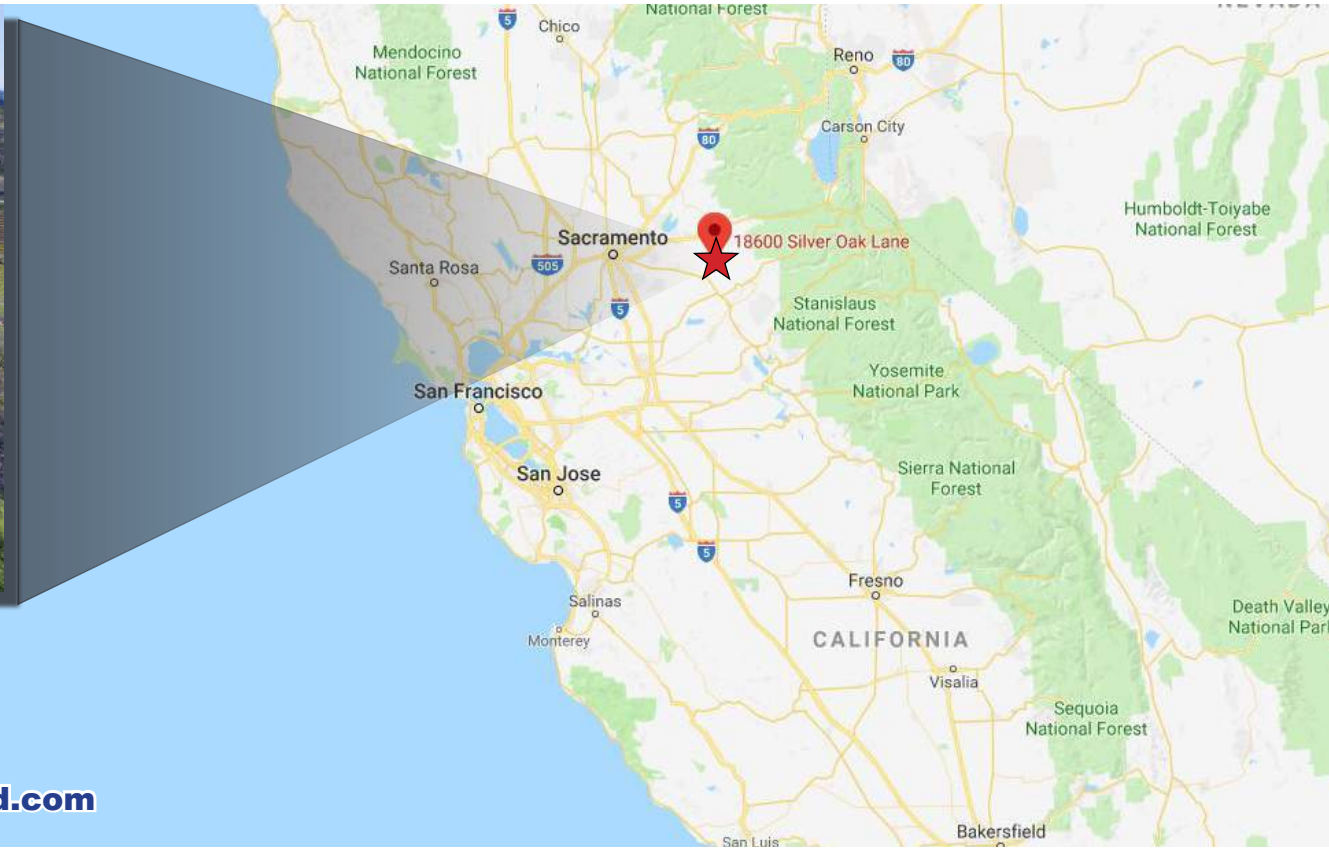 National Forest
NEVADA
5
Chico
Mendocino
National Forest
Reno
80
Carson City
80
Humboldt-Toiyabe
National Forest
Sacramento
18600 Silver Oak Lane
Santa Rosa
505
5
Stanislaus
National Forest
Yosemite
National Park
San Francisco
Sierra National
Forest
San Jose
5
5
Fresno
Salinas
Death Valley
National Par
Monterey
CALIFORNIA
Visalia
Sequoia
National Forest
d.com
Bakersfield
San Luis